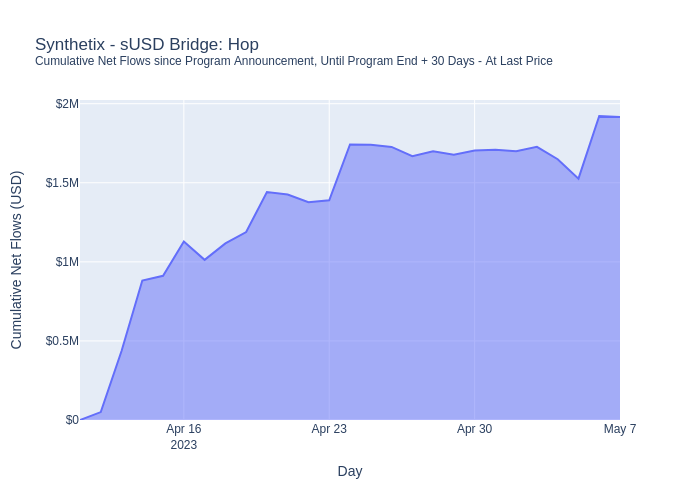 Synthetix - sUSD Bridge: Hop
Cumulative Net Flows since Program Announcement, Until Program End + 30 Days - At Last Price
Cumulative Net Flows (USD)
$2M
$1.5M
$1M
$0.5M
$0
Apr 16
2023
Apr 23
Apr 30
May 7
Day